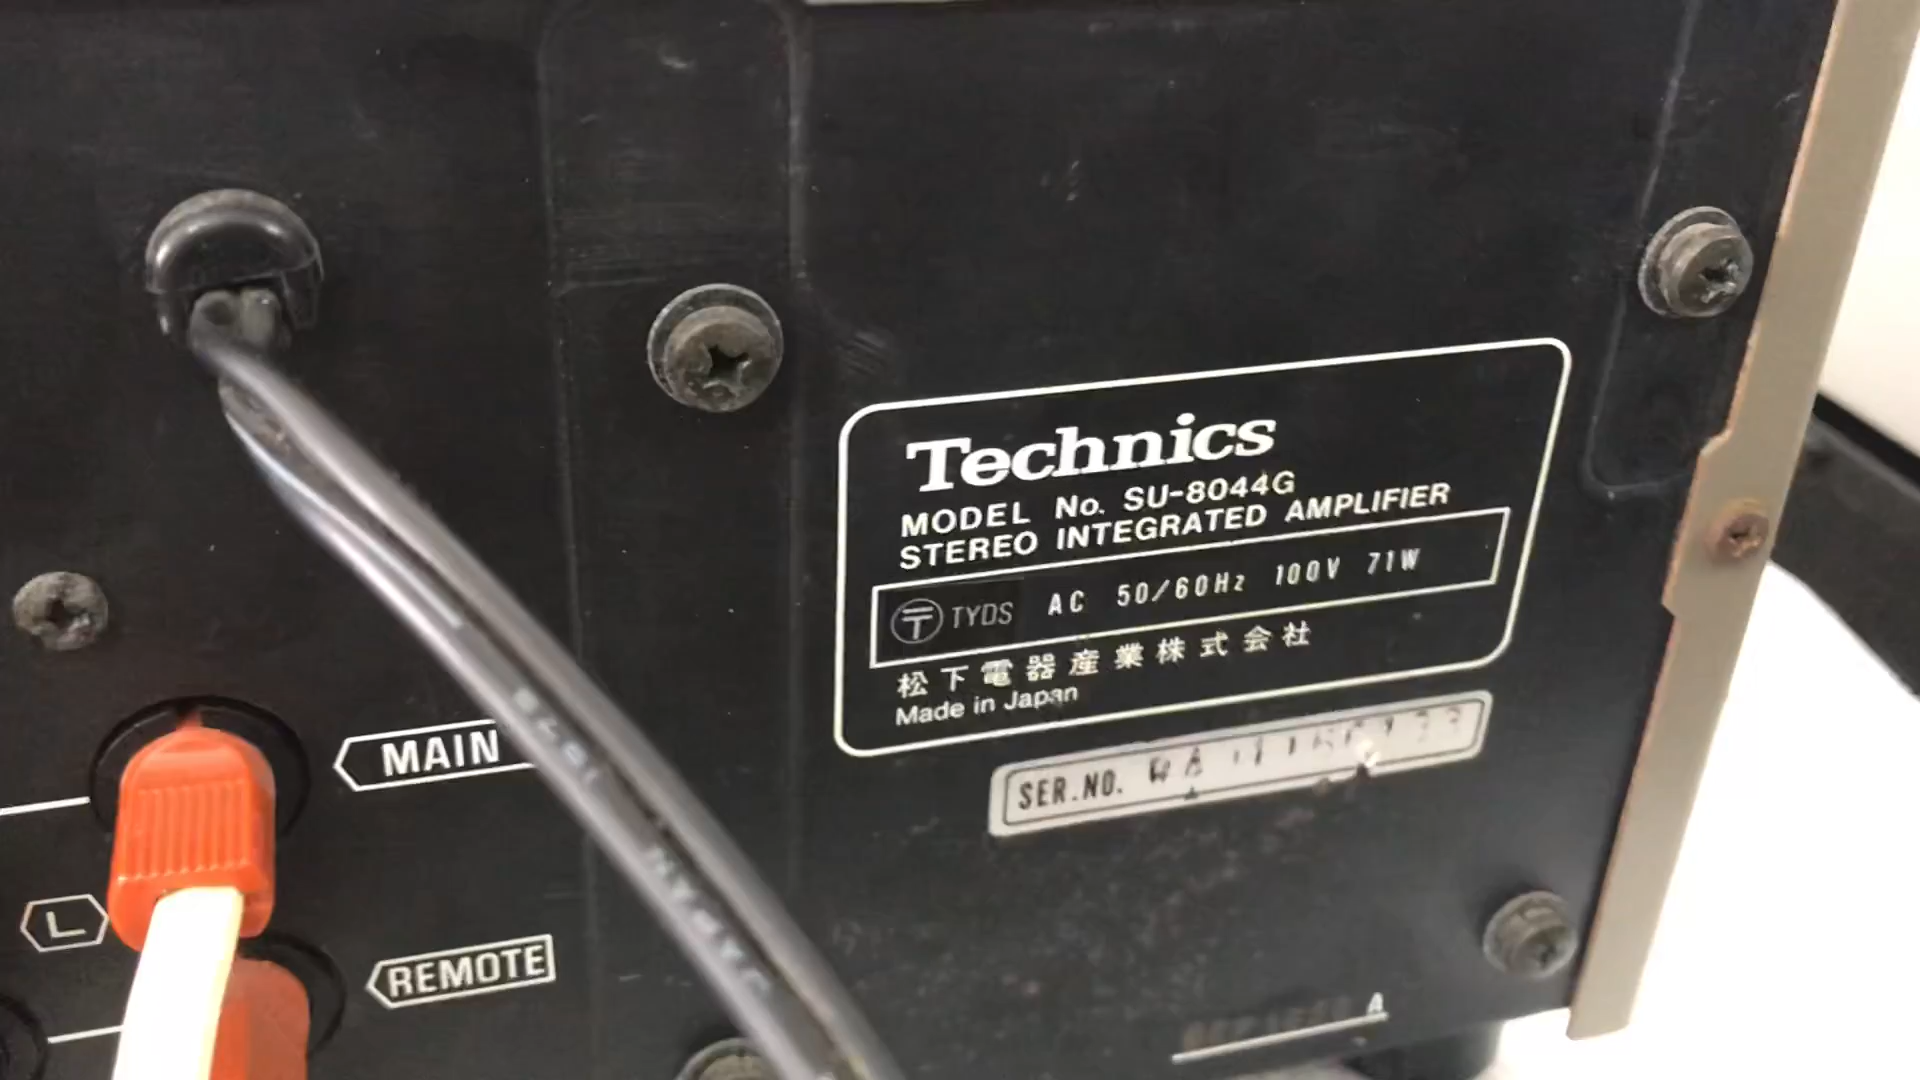 Technics
MODEL No. SU-8044G
STEREO INTEGRATED AMPLIFIER
〒 TYDS AC 50/60Hz 100V 71W
松下電器産業株式会社
Made in Japan
SER.NO.
MAIN
L
REMOTE
A